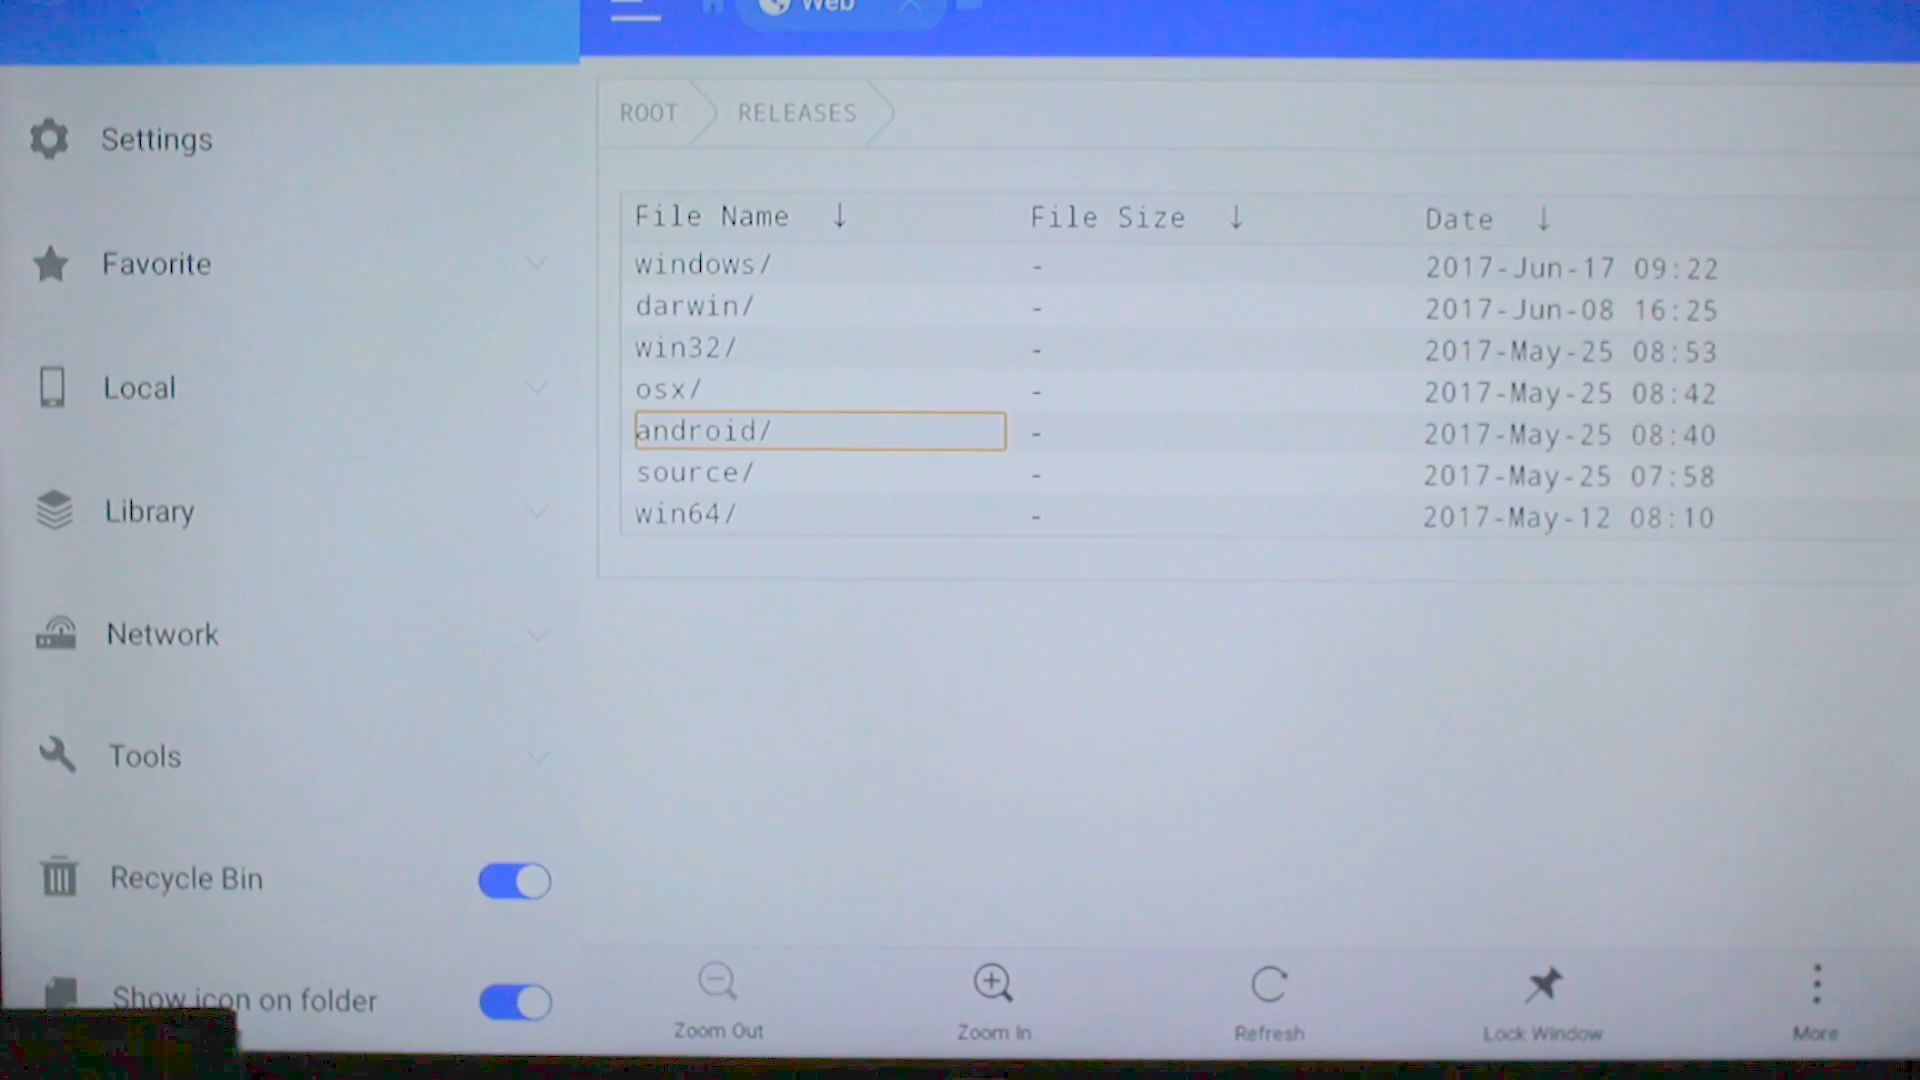 Web
Settings
Favorite
Local
Library
Network
Tools
Recycle Bin
Show icon on folder
ROOT RELEASES
File Name ↓ File Size ↓ Date ↓
windows/ - 2017-Jun-17 09:22
darwin/ - 2017-Jun-08 16:25
win32/ - 2017-May-25 08:53
osx/ - 2017-May-25 08:42
android/ - 2017-May-25 08:40
source/ - 2017-May-25 07:58
win64/ - 2017-May-12 08:10
Zoom Out Zoom In Refresh Lock Window More